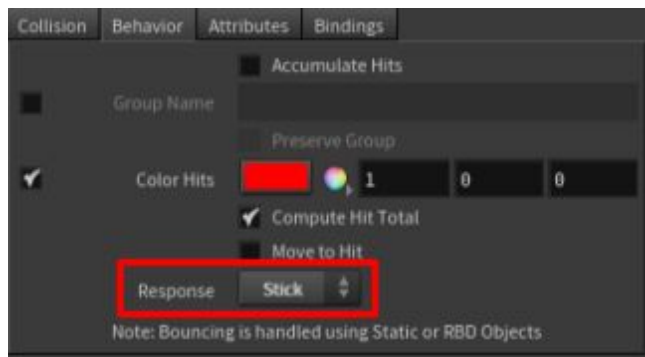 Collision Behavior Attributes Bindings
Accumulate Hits
Group Name
Preserve Group
Color Hits 1 0 0
Compute Hit Total
Move to Hit
Response Stick
Note: Bouncing is handled using Static or RBD Objects